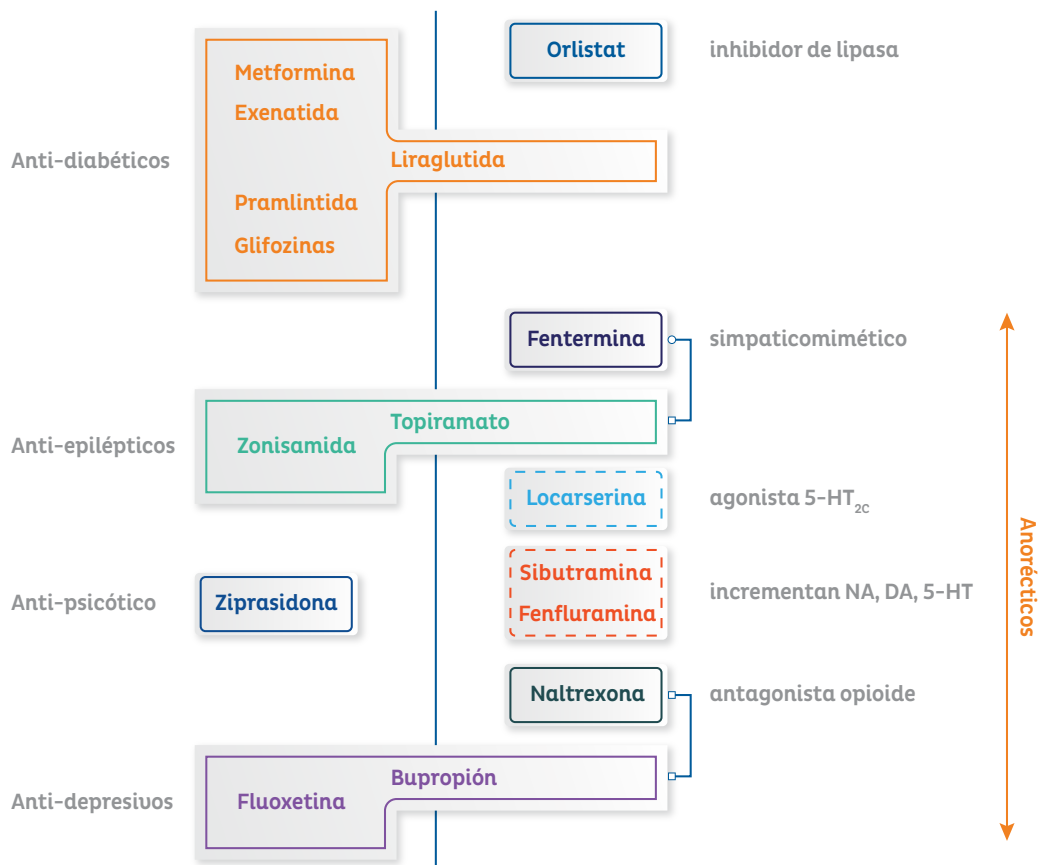 Orlistat
inhibidor de lipasa
Metformina
Exenatida
Anti-diabéticos
Liraglutida
Pramlintida
Glifozinas
Fentermina
simpaticomimético
Topiramato
Anti-epilépticos
Zonisamida
Locarserina
agonista 5-HT2C
Anorécticos
Sibutramina
Fenfluramina
incrementan NA, DA, 5-HT
Anti-psicótico
Ziprasidona
Naltrexona
antagonista opioide
Bupropión
Anti-depresivos
Fluoxetina